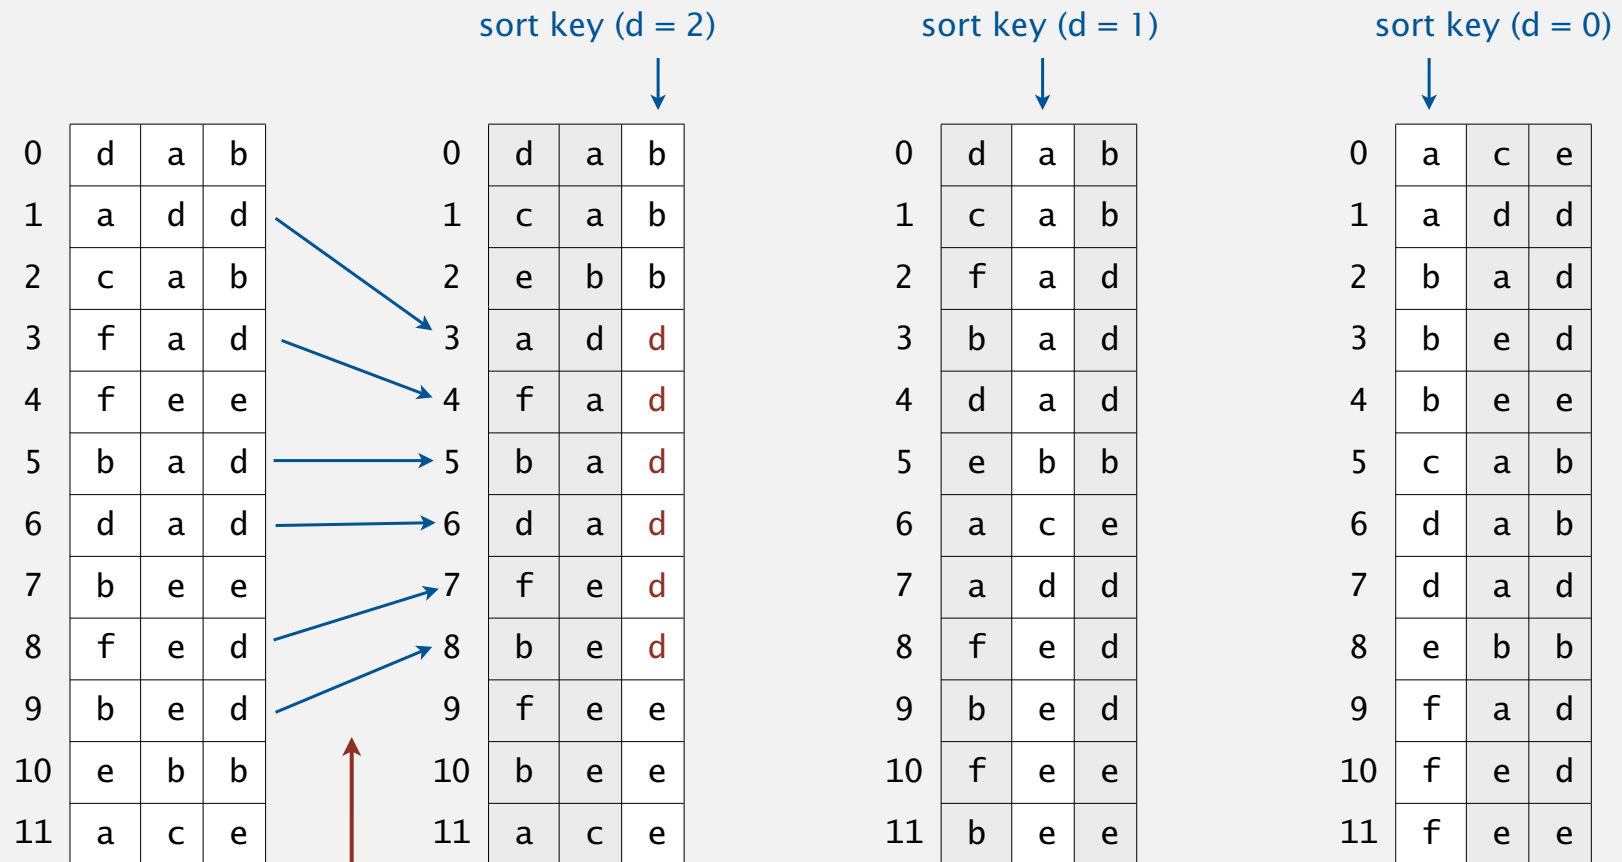 sort key (d = 2) sort key (d = 1) sort key (d = 0)
0 d a b 0 d a b 0 d a b 0 a c e
1 a d d 1 c a b 1 c a b 1 a d d
2 c a b 2 e b b 2 f a d 2 b a d
3 f a d 3 a d d 3 b a d 3 b e d
4 f e e 4 f a d 4 d a d 4 b e e
5 b a d 5 b a d 5 e b b 5 c a b
6 d a d 6 d a d 6 a c e 6 d a b
7 b e e 7 f e d 7 a d d 7 d a d
8 f e d 8 b e d 8 f e d 8 e b b
9 b e d 9 f e e 9 b e d 9 f a d
10 e b b 10 b e e 10 f e e 10 f e d
11 a c e 11 a c e 11 b e e 11 f e e